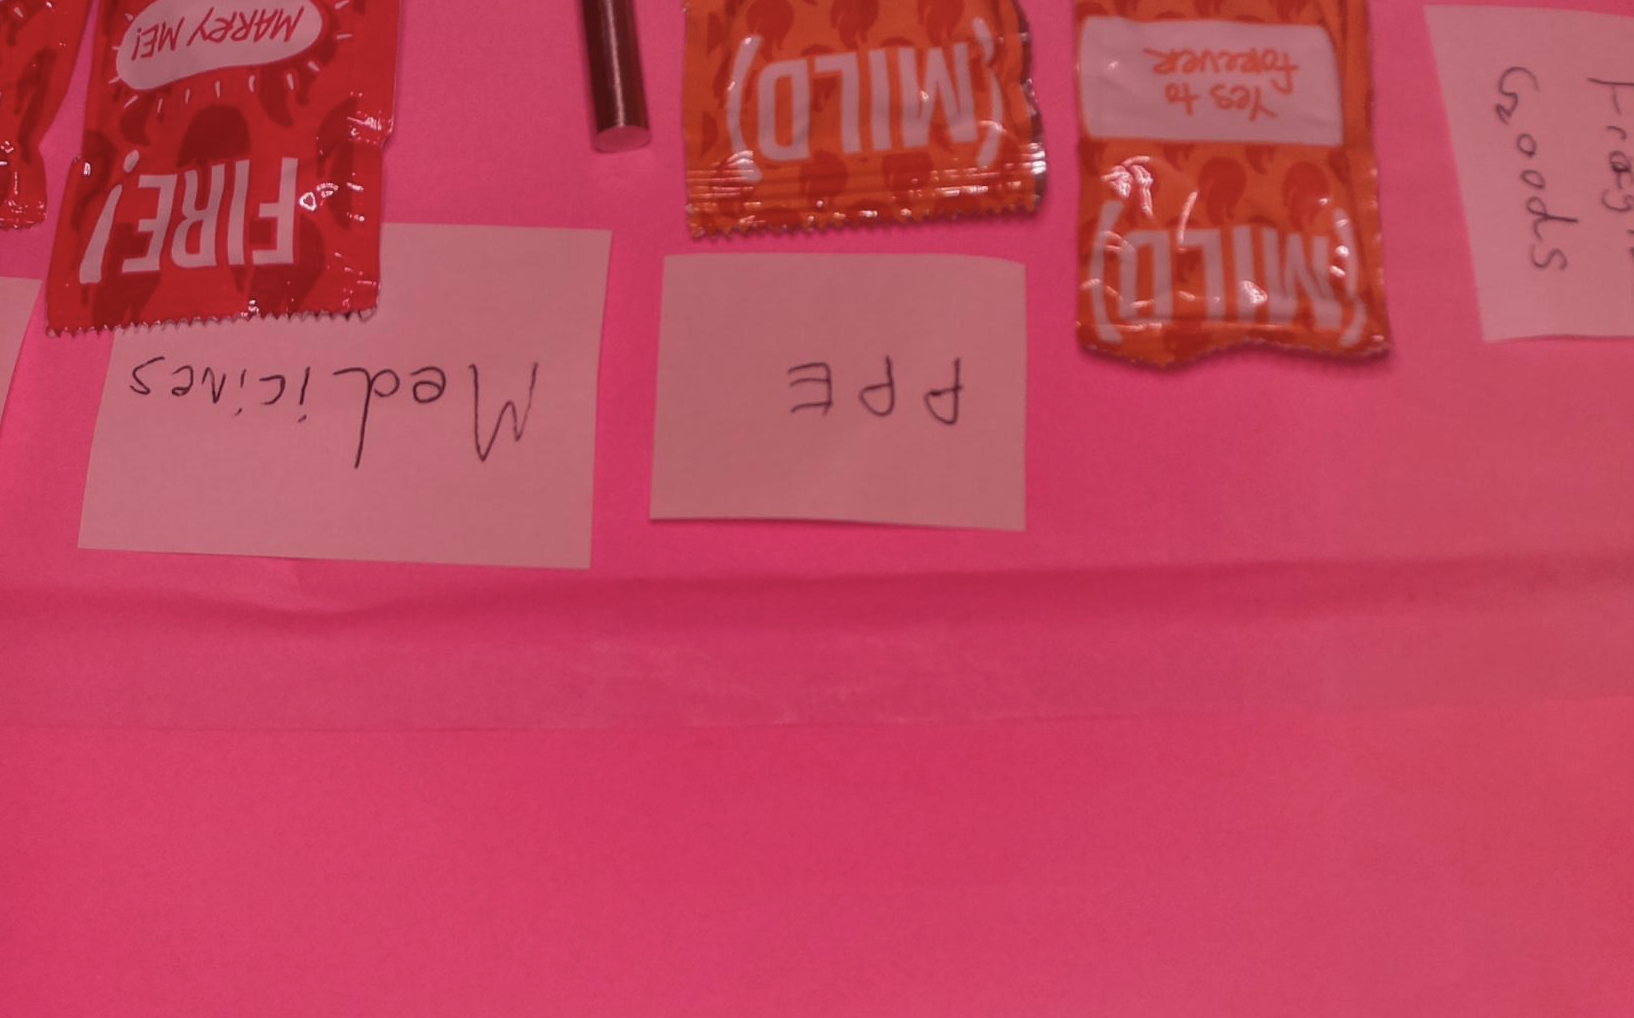 MARRY ME!
FIRE!
Medicines
(MILD)
PPE
Yes to
forever
(MILD)
Goods